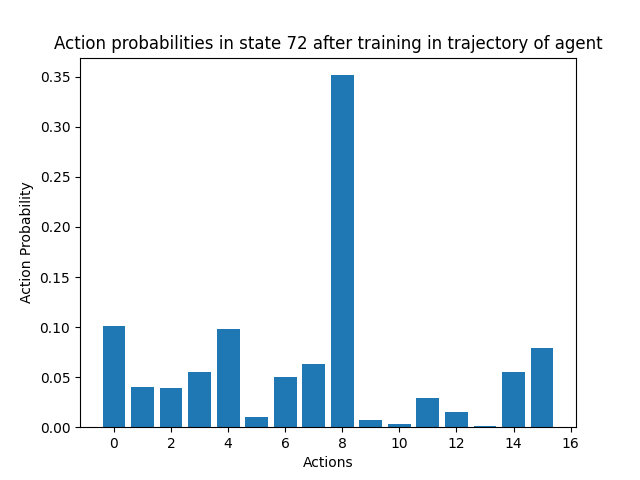 Action probabilities in state 72 after training in trajectory of agent
0.35
0.30
0.25
0.20
0.15
0.10
0.05
0.00
Action Probability
0 2 4 6 8 10 12 14 16
Actions